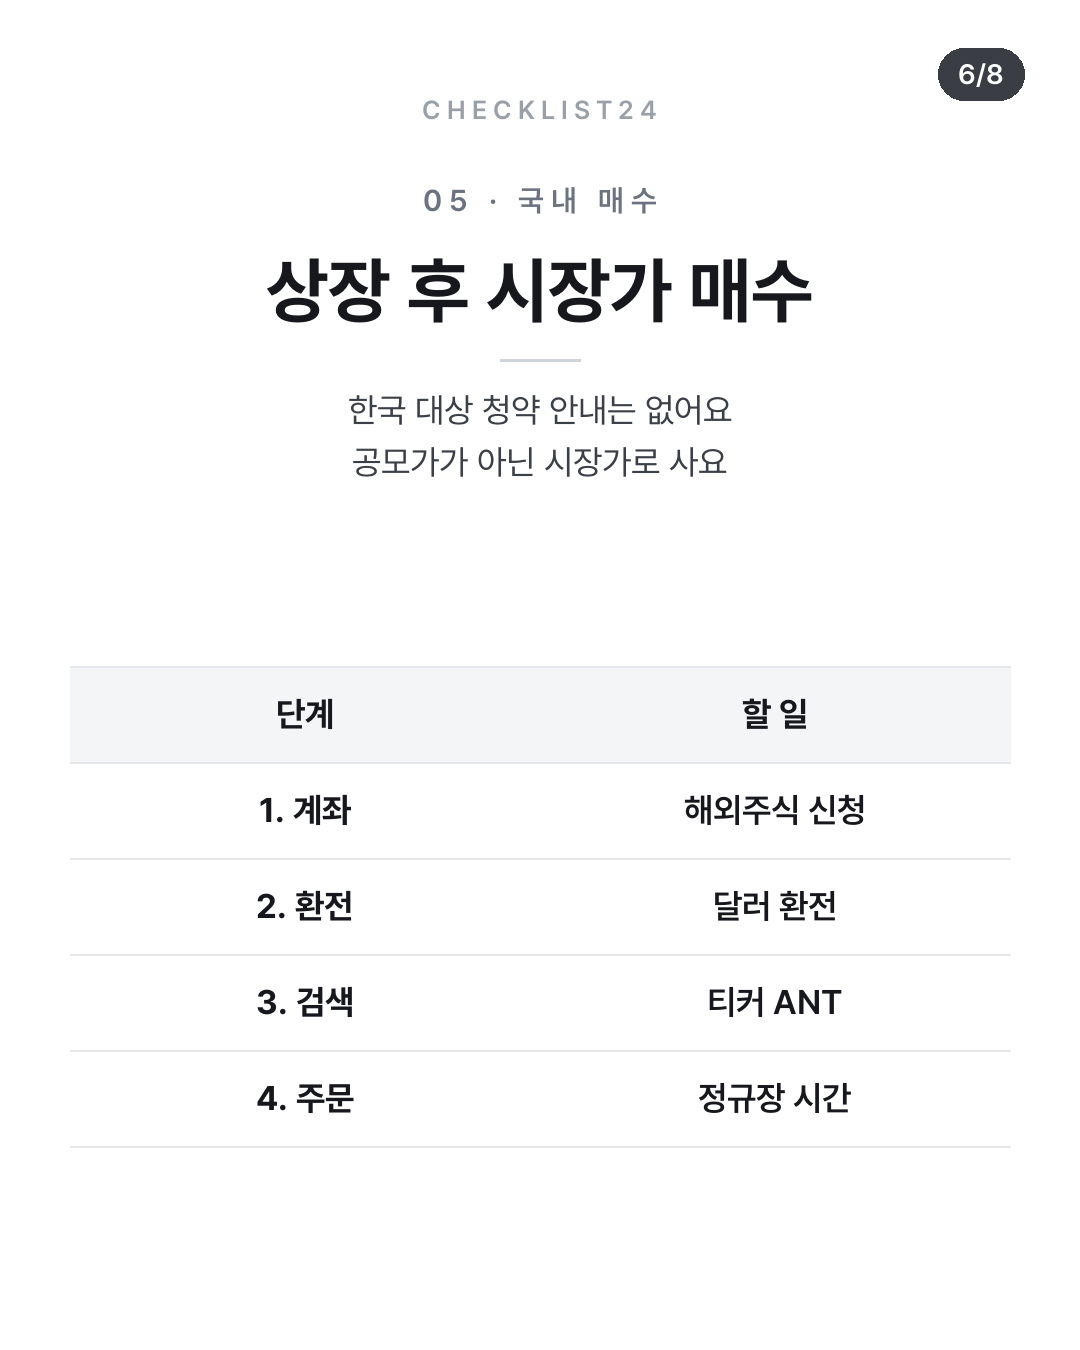 6/8
CHECKLIST24
05 · 국내 매수
상장 후 시장가 매수
한국 대상 청약 안내는 없어요
공모가가 아닌 시장가로 사요
단계 할 일
1. 계좌 해외주식 신청
2. 환전 달러 환전
3. 검색 티커 ANT
4. 주문 정규장 시간